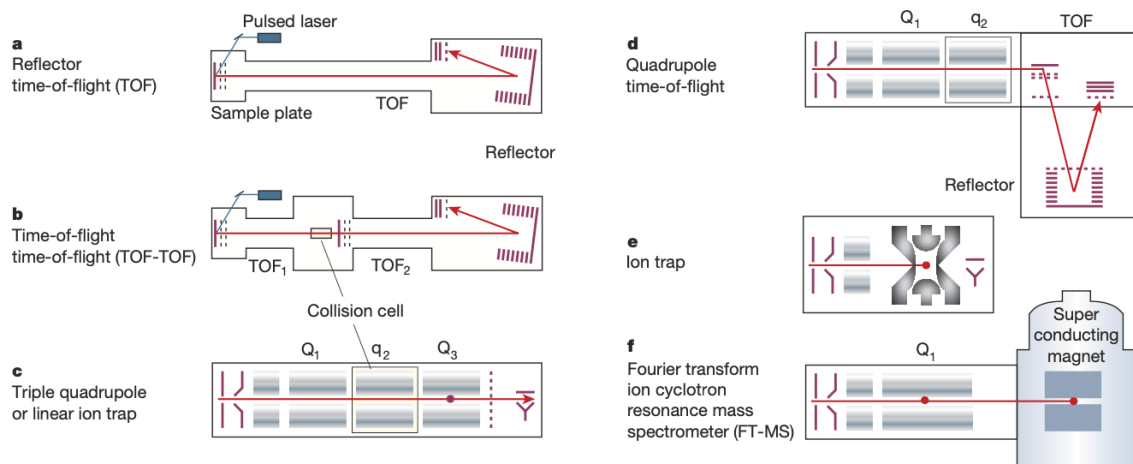 Pulsed laser
a
Reflector
time-of-flight (TOF)
TOF
Sample plate
Reflector
b
Time-of-flight
time-of-flight (TOF-TOF)
TOF₁
TOF₂
Collision cell
Q₁
q₂
Q₃
c
Triple quadrupole
or linear ion trap
Q₁
q₂
TOF
d
Quadrupole
time-of-flight
Reflector
e
Ion trap
f
Fourier transform
ion cyclotron
resonance mass
spectrometer (FT-MS)
Q₁
Super
conducting
magnet